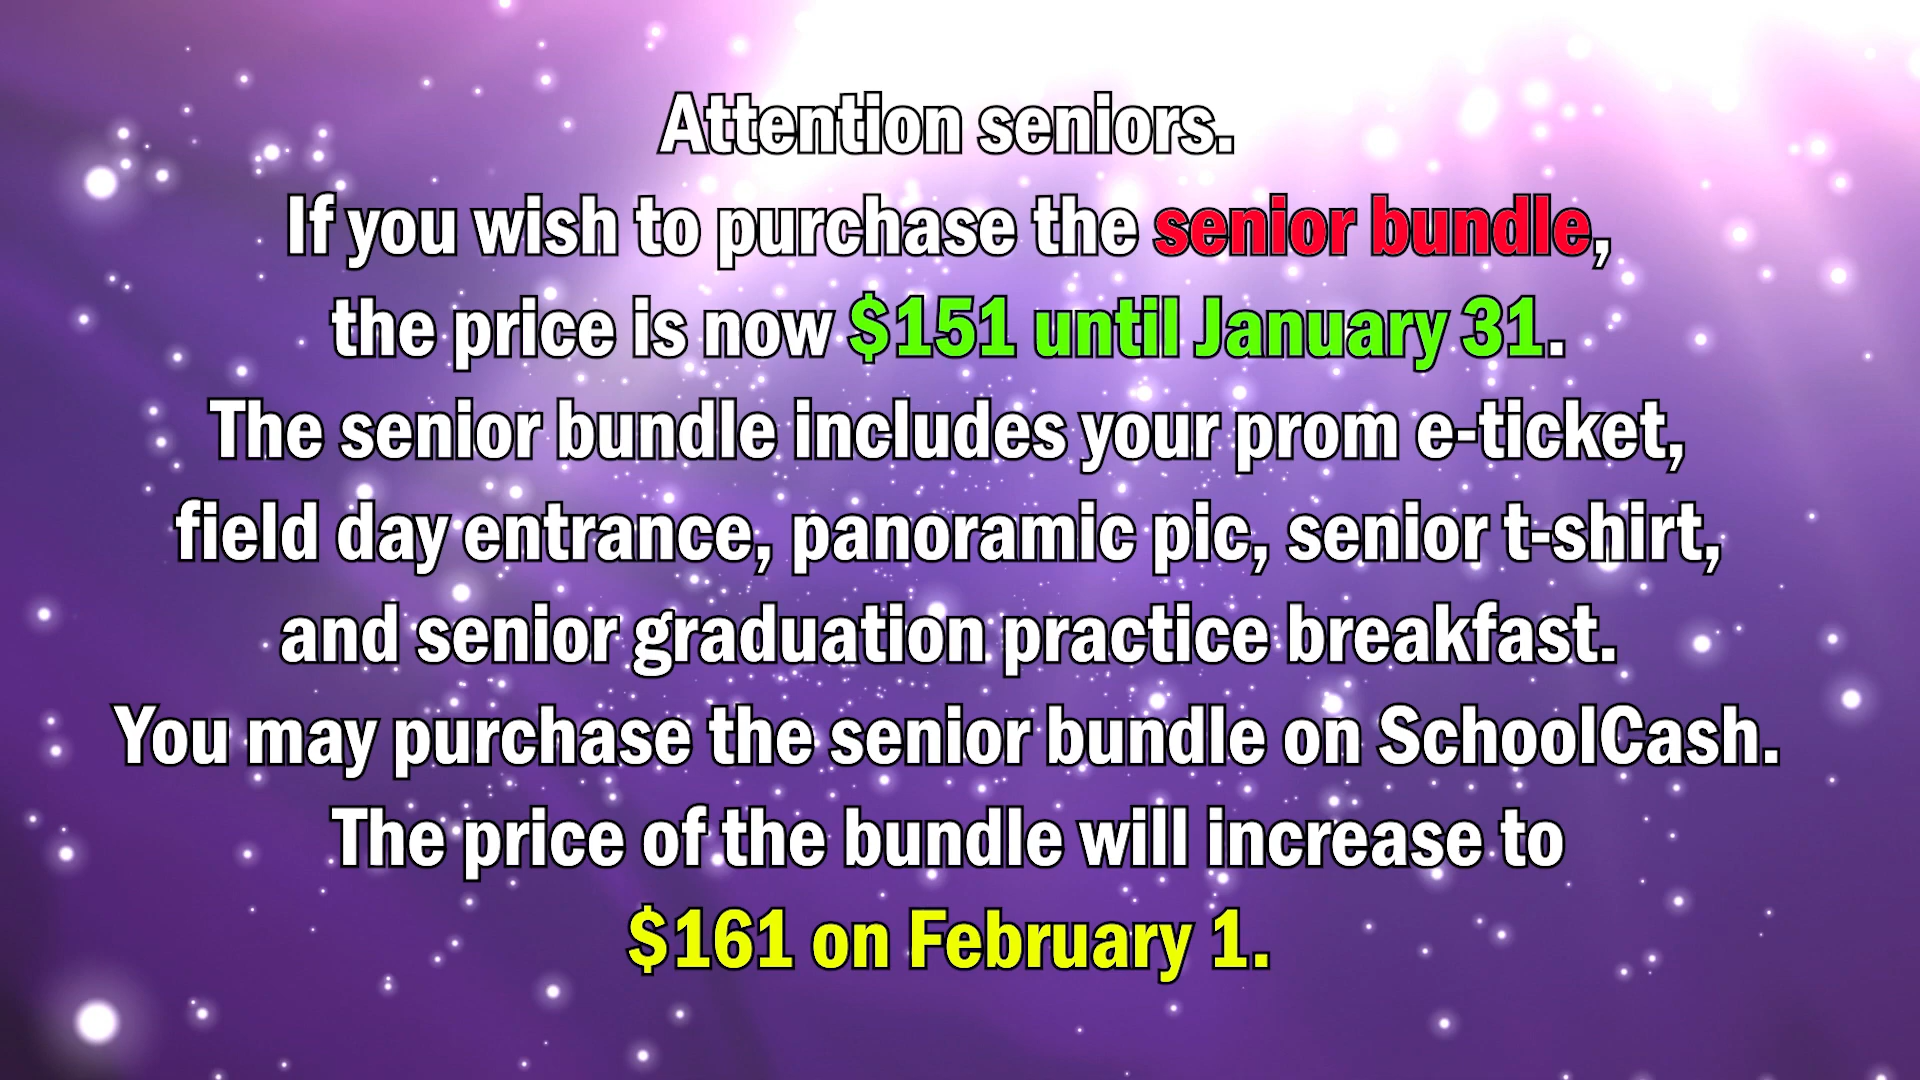 Attention seniors.
If you wish to purchase the senior bundle,
the price is now $151 until January 31.
The senior bundle includes your prom e-ticket,
field day entrance, panoramic pic, senior t-shirt,
and senior graduation practice breakfast.
You may purchase the senior bundle on SchoolCash.
The price of the bundle will increase to
$161 on February 1.